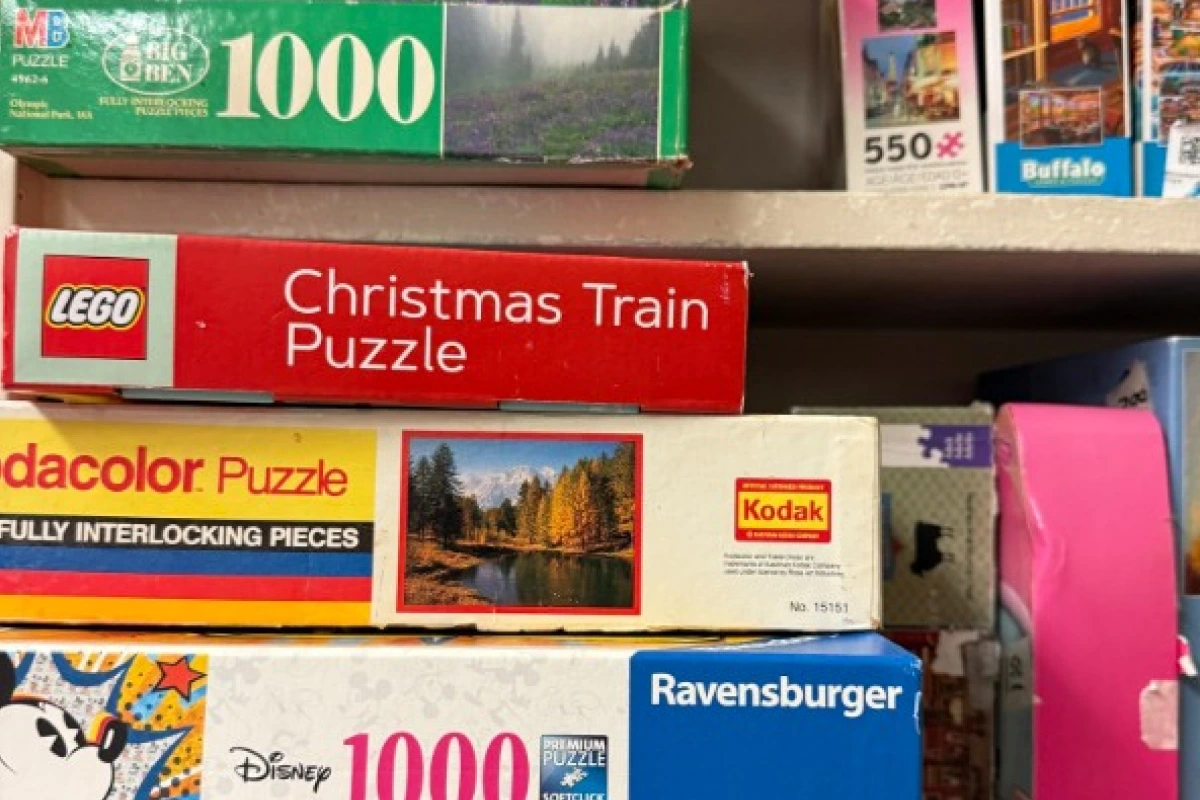 MB
PUZZLE
4962-6
Olympic
National Park, WA
BIG
BEN
FULLY INTERLOCKING
PUZZLE PIECES
1000
550
Buffalo
LEGO
Christmas Train
Puzzle
odacolor Puzzle
FULLY INTERLOCKING PIECES
Kodak
No. 15151
Ravensburger
Disney
1000
PREMIUM
PUZZLE
SOFTCLICK